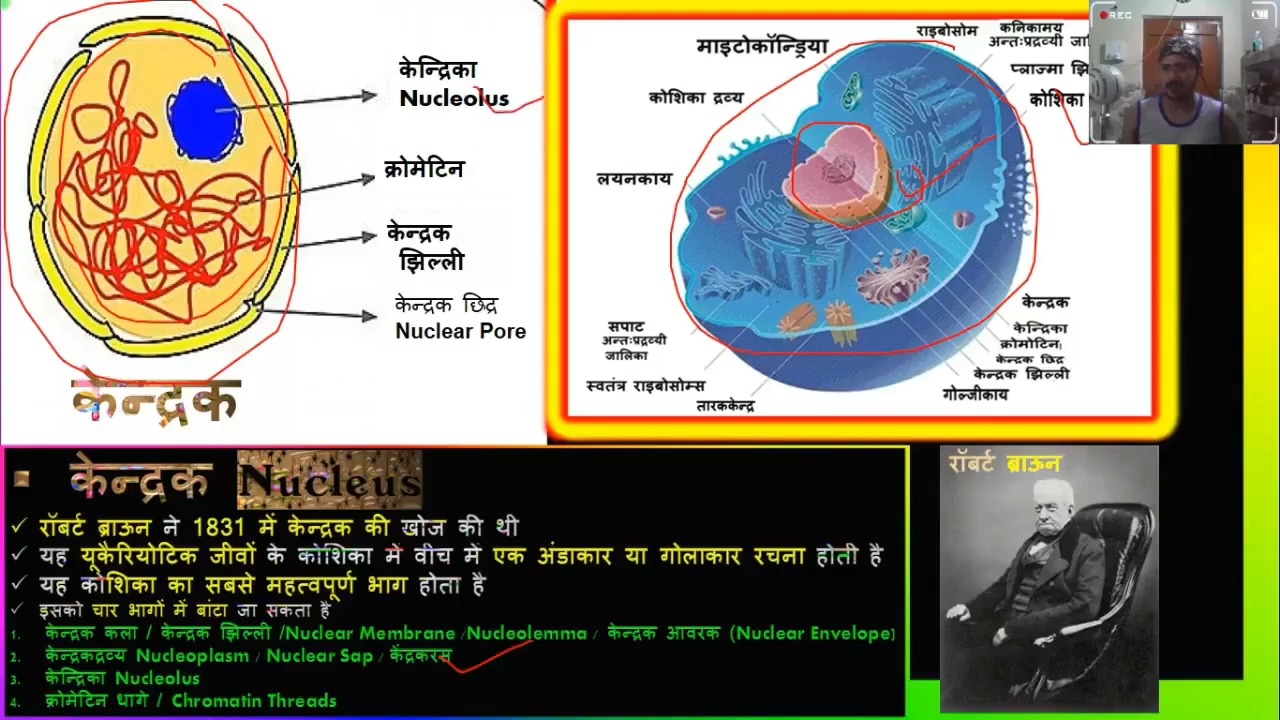 केन्द्रिका
Nucleolus
क्रोमेटिन
केन्द्रक
झिल्ली
केन्द्रक छिद्र
Nuclear Pore
केन्द्रक
माइटोकॉन्ड्रिया
राइबोसोम
कनिकामय
अन्तःप्रद्रव्यी
प्लाज्मा
कोशिका द्रव्य
कोशिका
लयनकाय
केन्द्रक
केन्द्रिका
क्रोमोटिन
केन्द्रक छिद्र
केन्द्रक झिल्ली
गोल्जीकाय
सपाट
अन्तःप्रद्रव्यी
जालिका
स्वतंत्र राइबोसोम्स
तारककेन्द्र
REC
केन्द्रक Nucleus
✓ रॉबर्ट ब्राऊन ने 1831 में केन्द्रक की खोज की थी
✓ यह यूकैरियोटिक जीवों के कोशिका में वीच में एक अंडाकार या गोलाकार रचना होती है
✓ यह कोशिका का सबसे महत्वपूर्ण भाग होता है
✓ इसको चार भागों में बांटा जा सकता है
1. केन्द्रक कला / केन्द्रक झिल्ली /Nuclear Membrane /Nucleolemma / केन्द्रक आवरक (Nuclear Envelope)
2. केन्द्रकद्रव्य Nucleoplasm / Nuclear Sap / केंद्रकरस
3. केन्द्रिका Nucleolus
4. क्रोमेटिन धागे / Chromatin Threads
रॉबर्ट ब्राऊन